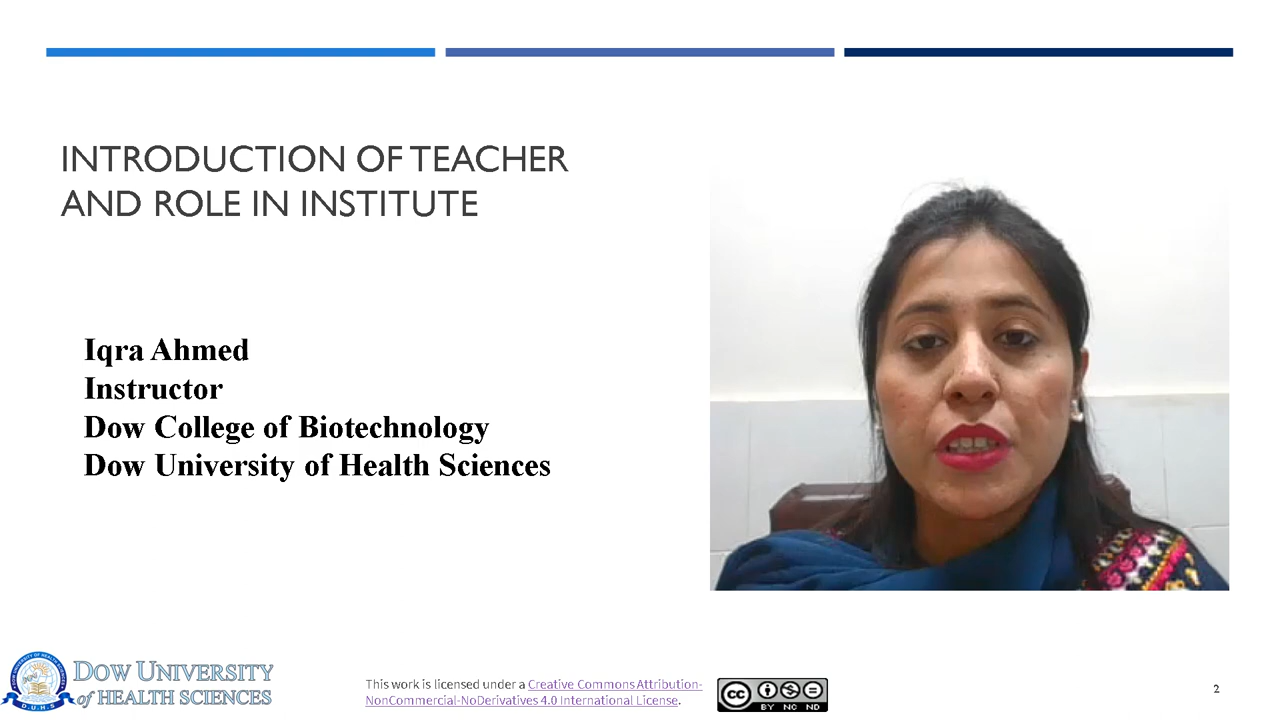 INTRODUCTION OF TEACHER
AND ROLE IN INSTITUTE
Iqra Ahmed
Instructor
Dow College of Biotechnology
Dow University of Health Sciences
DOW UNIVERSITY
of HEALTH SCIENCES
D.U.H.S
This work is licensed under a Creative Commons Attribution-
NonCommercial-NoDerivatives 4.0 International License.
cc
BY NC ND
2